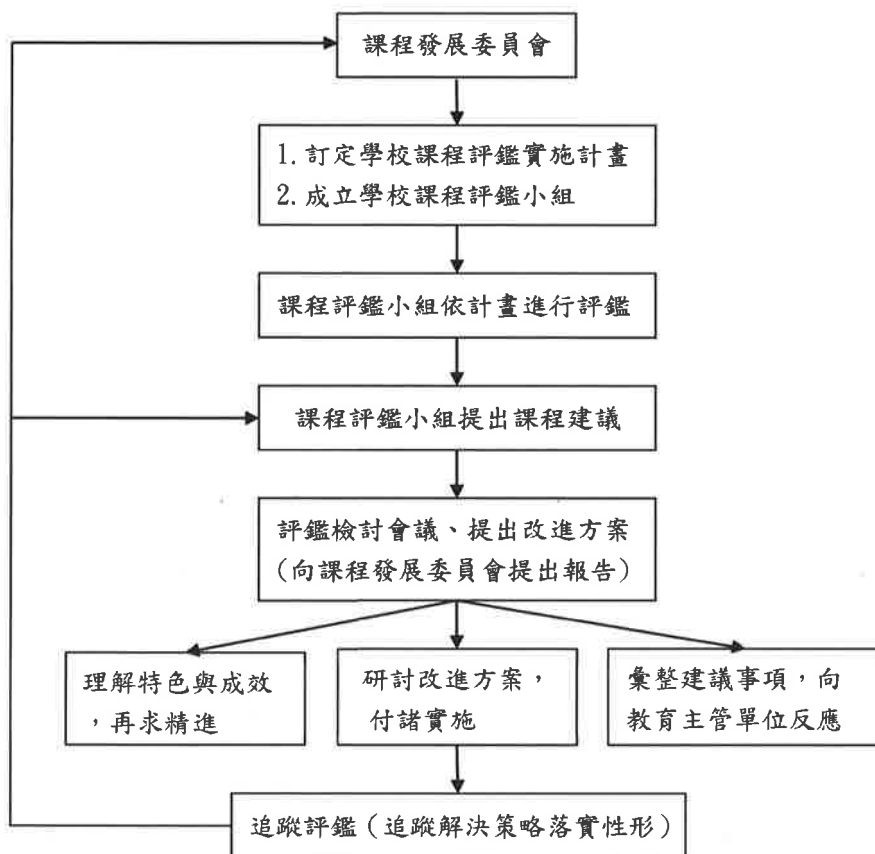 課程發展委員會
1. 訂定學校課程評鑑實施計畫
2. 成立學校課程評鑑小組
課程評鑑小組依計畫進行評鑑
課程評鑑小組提出課程建議
評鑑檢討會議、提出改進方案
(向課程發展委員會提出報告)
理解特色與成效
，再求精進
研討改進方案，
付諸實施
彙整建議事項，向
教育主管單位反應
追蹤評鑑（追蹤解決策略落實性形）